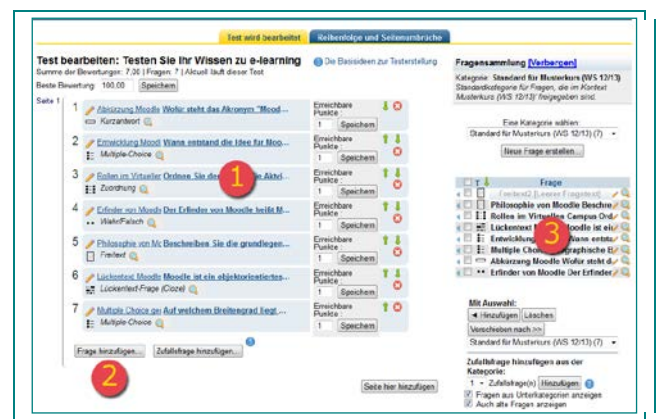 Test wird bearbeitet
Reihenfolge und Seitenumbrüche
Test bearbeiten: Testen Sie Ihr Wissen zu e-learning
Die Basisideen zur Testerstellung
Summe der Bewertungen: 7,00 | Fragen: 7 | Aktuell läuft dieser Test
Beste Bewertung: 100,00 Speichern
Seite 1
1 Abkürzung Moodle Wofür steht das Akronym "Mood...
Kurzantwort
Erreichbare
Punkte :
1 Speichern
2 Entwicklung Moodl Wann entstand die Idee für Moo...
Multiple-Choice
Erreichbare
Punkte :
1 Speichern
3 Rollen im Virtueller Ordnen Sie de Aktiv...
Zuordnung
1
Erreichbare
Punkte :
1 Speichern
4 Erfinder von Moodle Der Erfinder von Moodle heißt M...
Wahr/Falsch
Erreichbare
Punkte :
1 Speichern
5 Philosophie von Mc Beschreiben Sie die grundlegen...
Freitext
Erreichbare
Punkte :
1 Speichern
6 Lückentext Moodle Moodle ist ein objektorientiertes...
Lückentext-Frage (Cloze)
Erreichbare
Punkte :
1 Speichern
7 Multiple Choice geo Auf welchem Breitengrad liegt ...
Multiple-Choice
Erreichbare
Punkte :
1 Speichern
Frage hinzufügen... Zufallsfrage hinzufügen...
2
Seite hier hinzufügen
Fragensammlung [Verbergen]
Kategorie: Standard für Musterkurs (WS 12/13)
Standardkategorie für Fragen, die im Kontext
'Musterkurs (WS 12/13)' freigegeben sind.
Eine Kategorie wählen:
Standard für Musterkurs (WS 12/13) (7)
Neue Frage erstellen...
T Frage
Freitext2 [Leerer Fragetext]
Philosophie von Moodle Beschre
Rollen im Virtuellen Campus Ord
Lückentext Moodle ist ein
Entwicklung Wann entsta
Multiple Cho graphische B
Abkürzung Moodle Wofür steht d
Erfinder von Moodle Der Erfinder
3
Mit Auswahl:
Hinzufügen Löschen
Verschieben nach >>
Standard für Musterkurs (WS 12/13) (7)
Zufallsfrage hinzufügen aus der
Kategorie:
1 Zufallsfrage(n) Hinzufügen
Fragen aus Unterkategorien anzeigen
Auch alte Fragen anzeigen